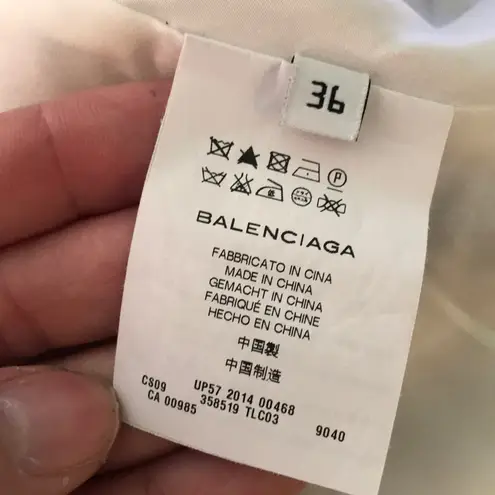 36
P
BALENCIAGA
FABBRICATO IN CINA
MADE IN CHINA
GEMACHT IN CHINA
FABRIQUÉ EN CHINE
HECHO EN CHINA
中国製
中国制造
CS09 UP57 2014 00468
CA 00985 358519 TLC03 9040